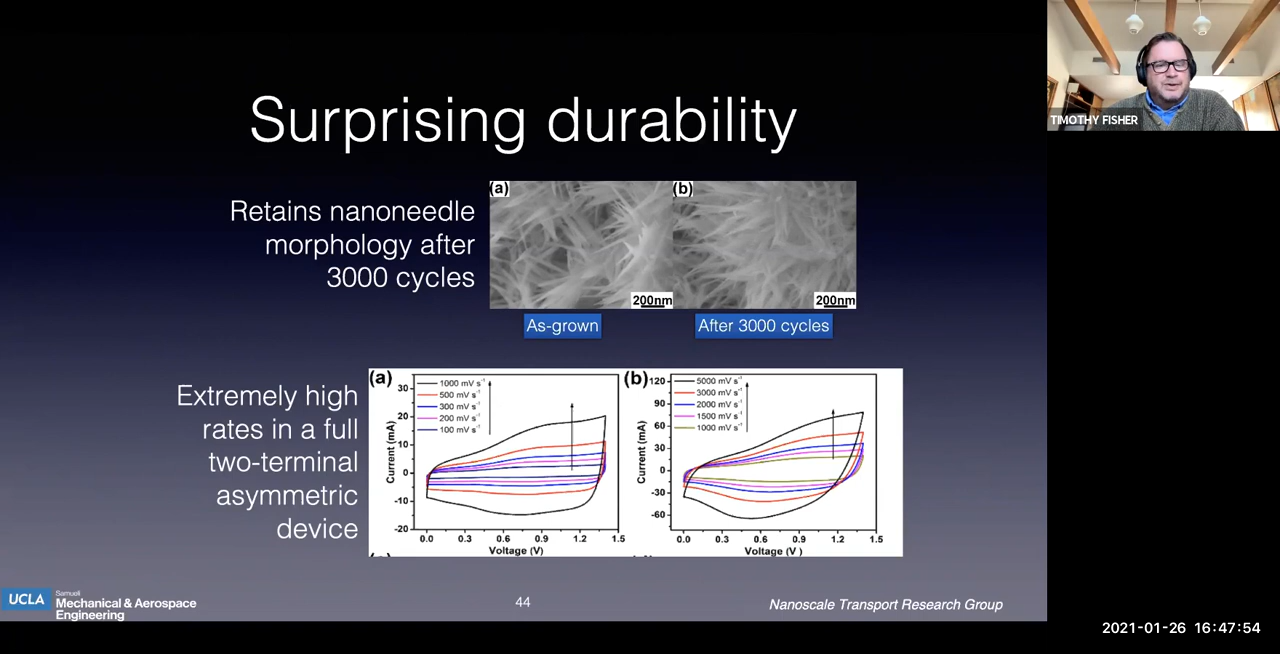 Surprising durability
TIMOTHY FISHER
Retains nanoneedle
morphology after
3000 cycles
(a)
(b)
200nm
200nm
As-grown
After 3000 cycles
Extremely high
rates in a full
two-terminal
asymmetric
device
(a)
1000 mV s⁻¹
500 mV s⁻¹
300 mV s⁻¹
200 mV s⁻¹
100 mV s⁻¹
30
20
10
0
-10
-20
Current (mA)
0.0 0.3 0.6 0.9 1.2 1.5
Voltage (V)
(b)
5000 mV s⁻¹
3000 mV s⁻¹
2000 mV s⁻¹
1500 mV s⁻¹
1000 mV s⁻¹
120
90
60
30
0
-30
-60
Current (mA)
0.0 0.3 0.6 0.9 1.2 1.5
Voltage (V )
UCLA
Samueli
Mechanical & Aerospace
Engineering
44
Nanoscale Transport Research Group
2021-01-26 16:47:54